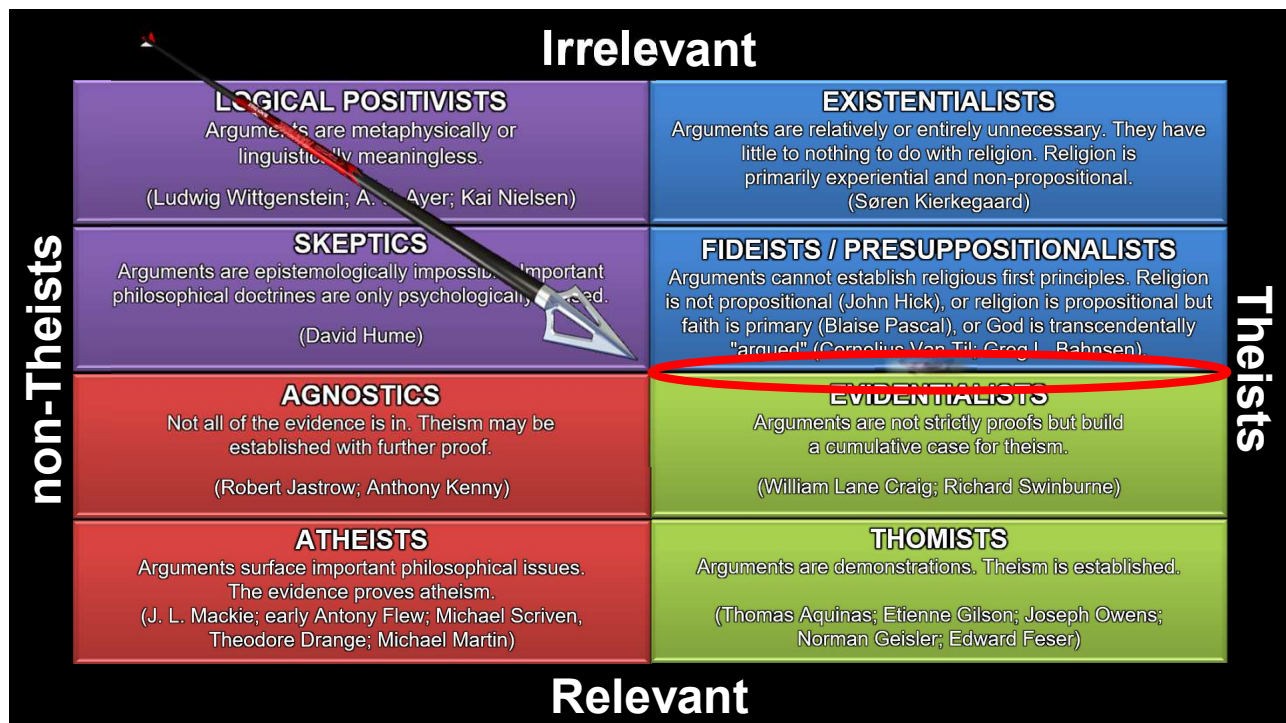 Irrelevant
non-Theists
Theists
LOGICAL POSITIVISTS
Arguments are metaphysically or
linguistically meaningless.
(Ludwig Wittgenstein; A. Ayer; Kai Nielsen)
EXISTENTIALISTS
Arguments are relatively or entirely unnecessary. They have
little to nothing to do with religion. Religion is
primarily experiential and non-propositional.
(Søren Kierkegaard)
SKEPTICS
Arguments are epistemologically impossible. Important
philosophical doctrines are only psychologically
(David Hume)
FIDEISTS / PRESUPPOSITIONALISTS
Arguments cannot establish religious first principles. Religion
is not propositional (John Hick), or religion is propositional but
faith is primary (Blaise Pascal), or God is transcendentally
"argued" (Cornelius Van Til; Greg L. Bahnsen).
AGNOSTICS
Not all of the evidence is in. Theism may be
established with further proof.
(Robert Jastrow; Anthony Kenny)
EVIDENTIALISTS
Arguments are not strictly proofs but build
a cumulative case for theism.
(William Lane Craig; Richard Swinburne)
ATHEISTS
Arguments surface important philosophical issues.
The evidence proves atheism.
(J. L. Mackie; early Antony Flew; Michael Scriven,
Theodore Drange; Michael Martin)
THOMISTS
Arguments are demonstrations. Theism is established.
(Thomas Aquinas; Etienne Gilson; Joseph Owens;
Norman Geisler; Edward Feser)
Relevant